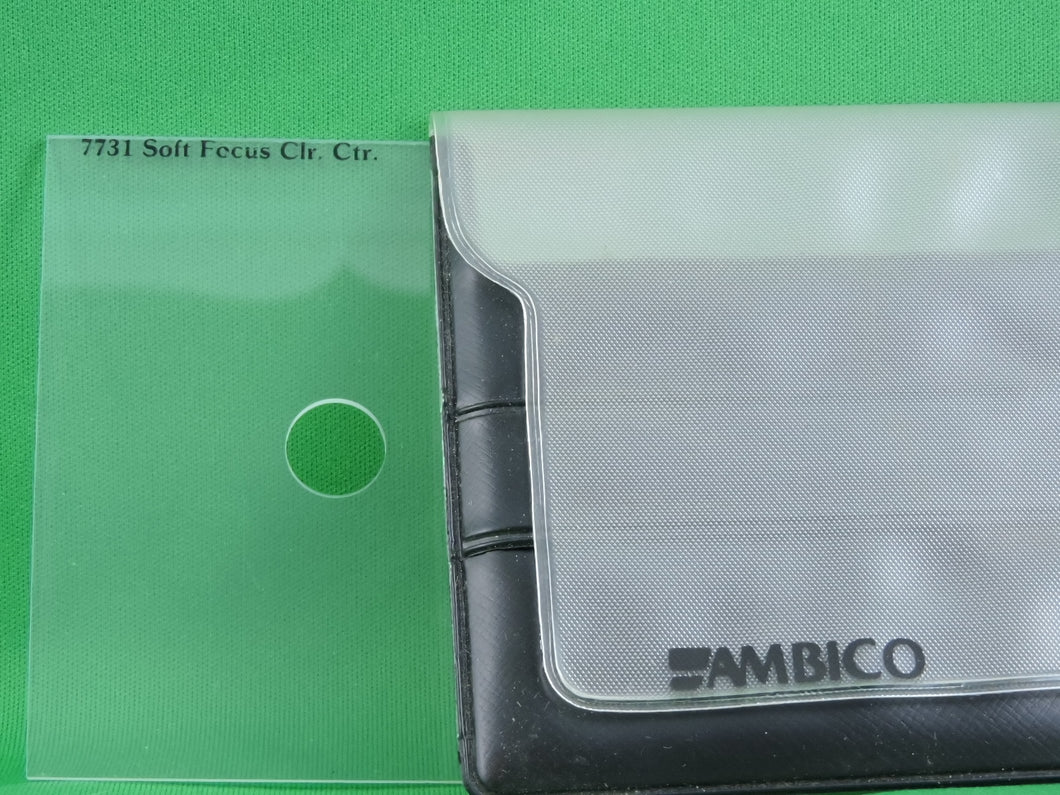 7731 Soft Focus Clr. Ctr.
AMBICO